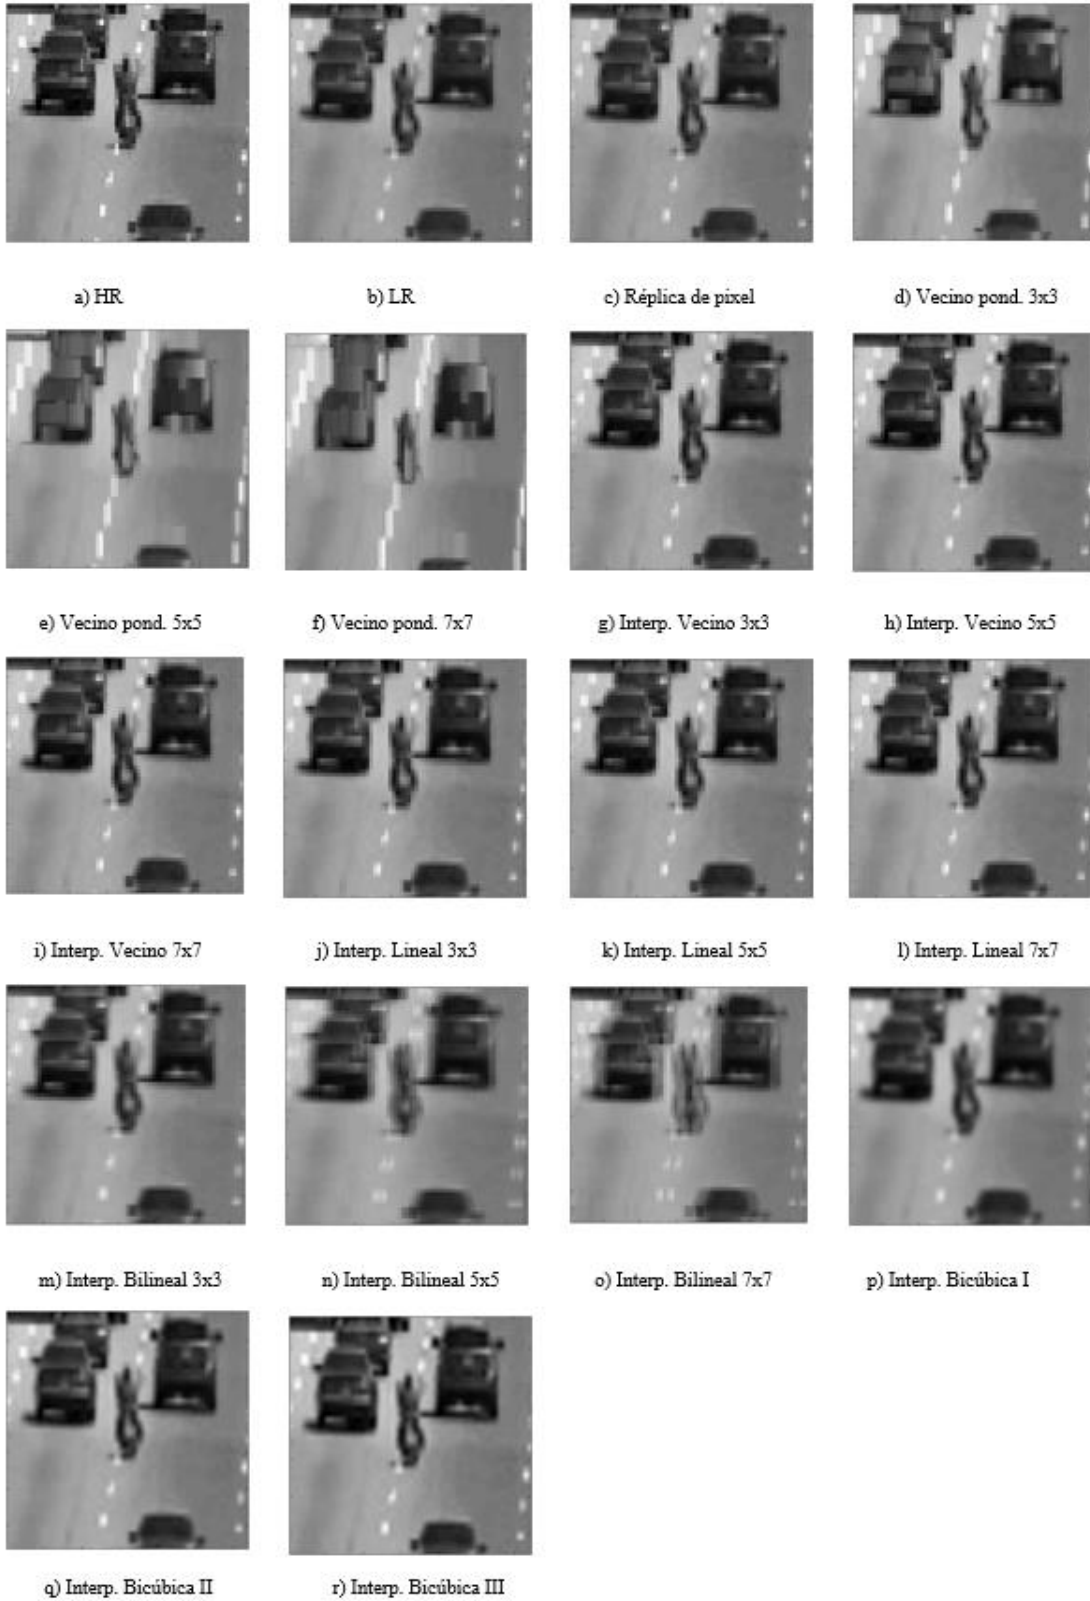 a) HR
b) LR
c) Réplica de pixel
d) Vecino pond. 3x3
e) Vecino pond. 5x5
f) Vecino pond. 7x7
g) Interp. Vecino 3x3
h) Interp. Vecino 5x5
i) Interp. Vecino 7x7
j) Interp. Lineal 3x3
k) Interp. Lineal 5x5
l) Interp. Lineal 7x7
m) Interp. Bilineal 3x3
n) Interp. Bilineal 5x5
o) Interp. Bilineal 7x7
p) Interp. Bicúbica I
q) Interp. Bicúbica II
r) Interp. Bicúbica III